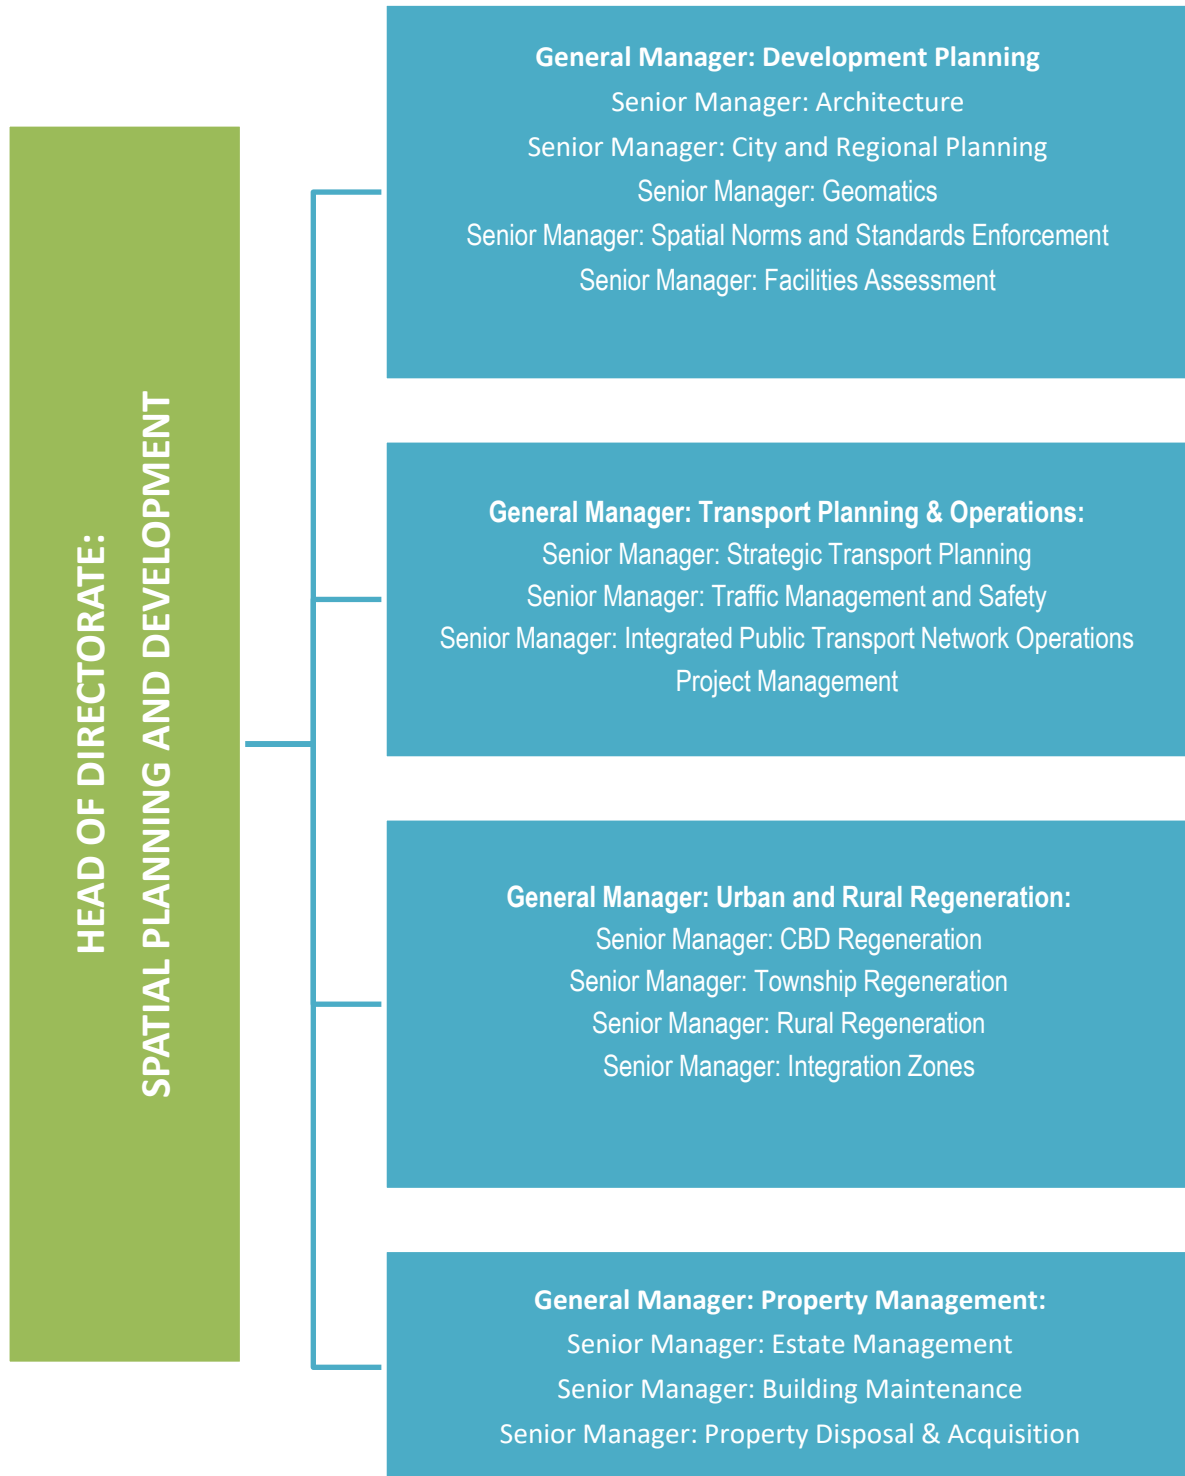 HEAD OF DIRECTORATE:
SPATIAL PLANNING AND DEVELOPMENT
General Manager: Development Planning
Senior Manager: Architecture
Senior Manager: City and Regional Planning
Senior Manager: Geomatics
Senior Manager: Spatial Norms and Standards Enforcement
Senior Manager: Facilities Assessment
General Manager: Transport Planning & Operations:
Senior Manager: Strategic Transport Planning
Senior Manager: Traffic Management and Safety
Senior Manager: Integrated Public Transport Network Operations
Project Management
General Manager: Urban and Rural Regeneration:
Senior Manager: CBD Regeneration
Senior Manager: Township Regeneration
Senior Manager: Rural Regeneration
Senior Manager: Integration Zones
General Manager: Property Management:
Senior Manager: Estate Management
Senior Manager: Building Maintenance
Senior Manager: Property Disposal & Acquisition